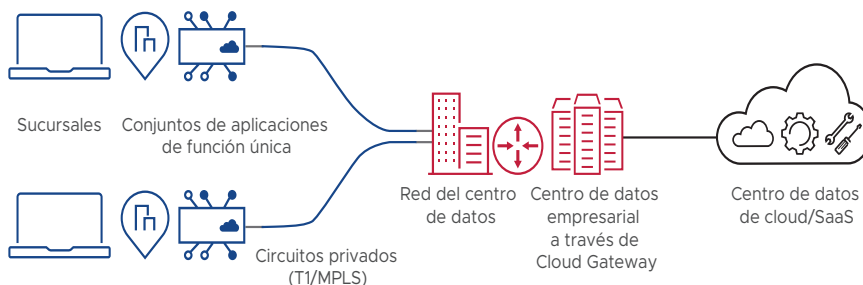 Sucursales
Conjuntos de aplicaciones
de función única
Circuitos privados
(T1/MPLS)
Red del centro
de datos
Centro de datos
empresarial
a través de
Cloud Gateway
Centro de datos
de cloud/SaaS